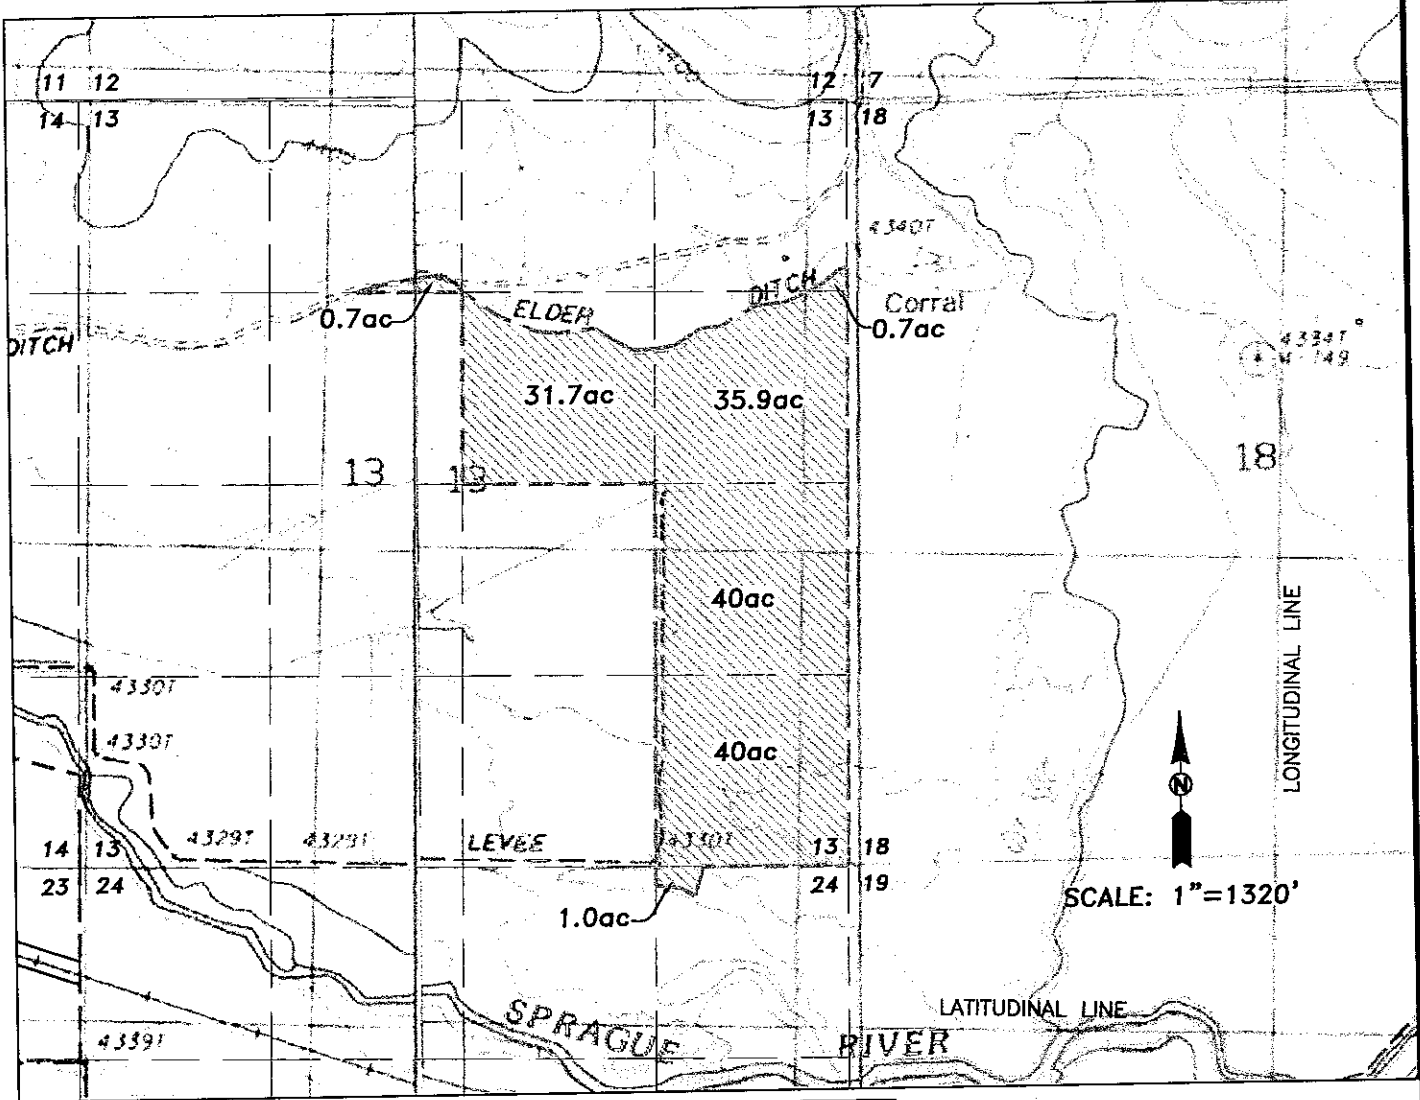 11 12
12 7
14 13
13 18
4340T
Corral
0.7ac
ELDER
DITCH
0.7ac
DITCH
4334T
31.7ac
35.9ac
13
13
18
40ac
LONGITUDINAL LINE
4330T
4330T
40ac
4329T
4329T
LEVEE
4330T
14 13
13 18
23 24
24 19
SCALE: 1"=1320'
1.0ac
N
SPRAGUE
RIVER
LATITUDINAL LINE
4339T